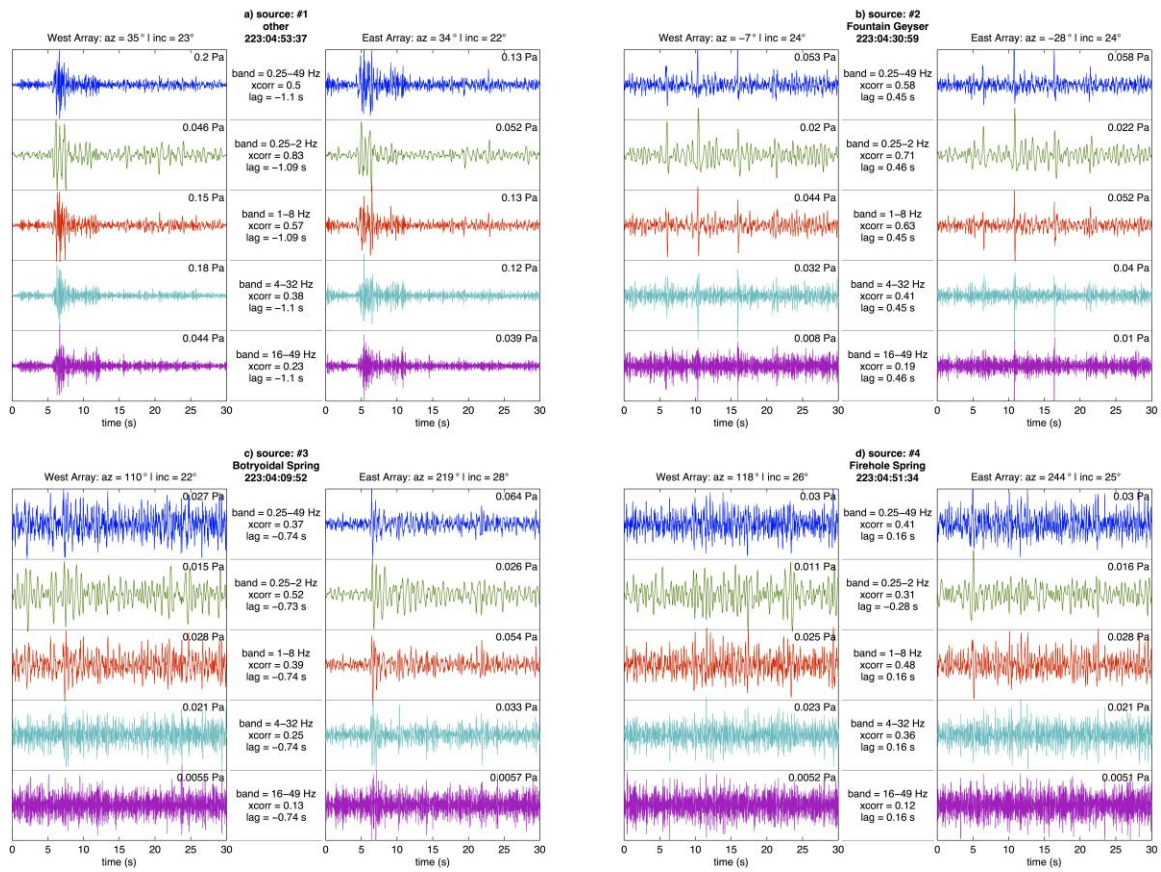 a) source: #1
other
223:04:53:37
West Array: az = 35° | inc = 23°
East Array: az = 34° | inc = 22°
0.2 Pa
band = 0.25–49 Hz
xcorr = 0.5
lag = −1.1 s
0.13 Pa
0.046 Pa
band = 0.25–2 Hz
xcorr = 0.83
lag = −1.09 s
0.052 Pa
0.15 Pa
band = 1–8 Hz
xcorr = 0.57
lag = −1.09 s
0.13 Pa
0.18 Pa
band = 4–32 Hz
xcorr = 0.38
lag = −1.1 s
0.12 Pa
0.044 Pa
band = 16–49 Hz
xcorr = 0.23
lag = −1.1 s
0.039 Pa
0 5 10 15 20 25 30
0 5 10 15 20 25 30
time (s)
time (s)
b) source: #2
Fountain Geyser
223:04:30:59
West Array: az = −7° | inc = 24°
East Array: az = −28° | inc = 24°
0.053 Pa
band = 0.25–49 Hz
xcorr = 0.58
lag = 0.45 s
0.058 Pa
0.02 Pa
band = 0.25–2 Hz
xcorr = 0.71
lag = 0.46 s
0.022 Pa
0.044 Pa
band = 1–8 Hz
xcorr = 0.63
lag = 0.45 s
0.052 Pa
0.032 Pa
band = 4–32 Hz
xcorr = 0.41
lag = 0.45 s
0.04 Pa
0.008 Pa
band = 16–49 Hz
xcorr = 0.19
lag = 0.46 s
0.01 Pa
0 5 10 15 20 25 30
0 5 10 15 20 25 30
time (s)
time (s)
c) source: #3
Botryoidal Spring
223:04:09:52
West Array: az = 110° | inc = 22°
East Array: az = 219° | inc = 28°
0.027 Pa
band = 0.25–49 Hz
xcorr = 0.37
lag = −0.74 s
0.064 Pa
0.015 Pa
band = 0.25–2 Hz
xcorr = 0.52
lag = −0.73 s
0.026 Pa
0.028 Pa
band = 1–8 Hz
xcorr = 0.39
lag = −0.74 s
0.054 Pa
0.021 Pa
band = 4–32 Hz
xcorr = 0.25
lag = −0.74 s
0.033 Pa
0.0055 Pa
band = 16–49 Hz
xcorr = 0.13
lag = −0.74 s
0.0057 Pa
0 5 10 15 20 25 30
0 5 10 15 20 25 30
time (s)
time (s)
d) source: #4
Firehole Spring
223:04:51:34
West Array: az = 118° | inc = 26°
East Array: az = 244° | inc = 25°
0.03 Pa
band = 0.25–49 Hz
xcorr = 0.41
lag = 0.16 s
0.03 Pa
0.011 Pa
band = 0.25–2 Hz
xcorr = 0.31
lag = −0.28 s
0.016 Pa
0.025 Pa
band = 1–8 Hz
xcorr = 0.48
lag = 0.16 s
0.028 Pa
0.023 Pa
band = 4–32 Hz
xcorr = 0.36
lag = 0.16 s
0.021 Pa
0.0052 Pa
band = 16–49 Hz
xcorr = 0.12
lag = 0.16 s
0.0051 Pa
0 5 10 15 20 25 30
0 5 10 15 20 25 30
time (s)
time (s)